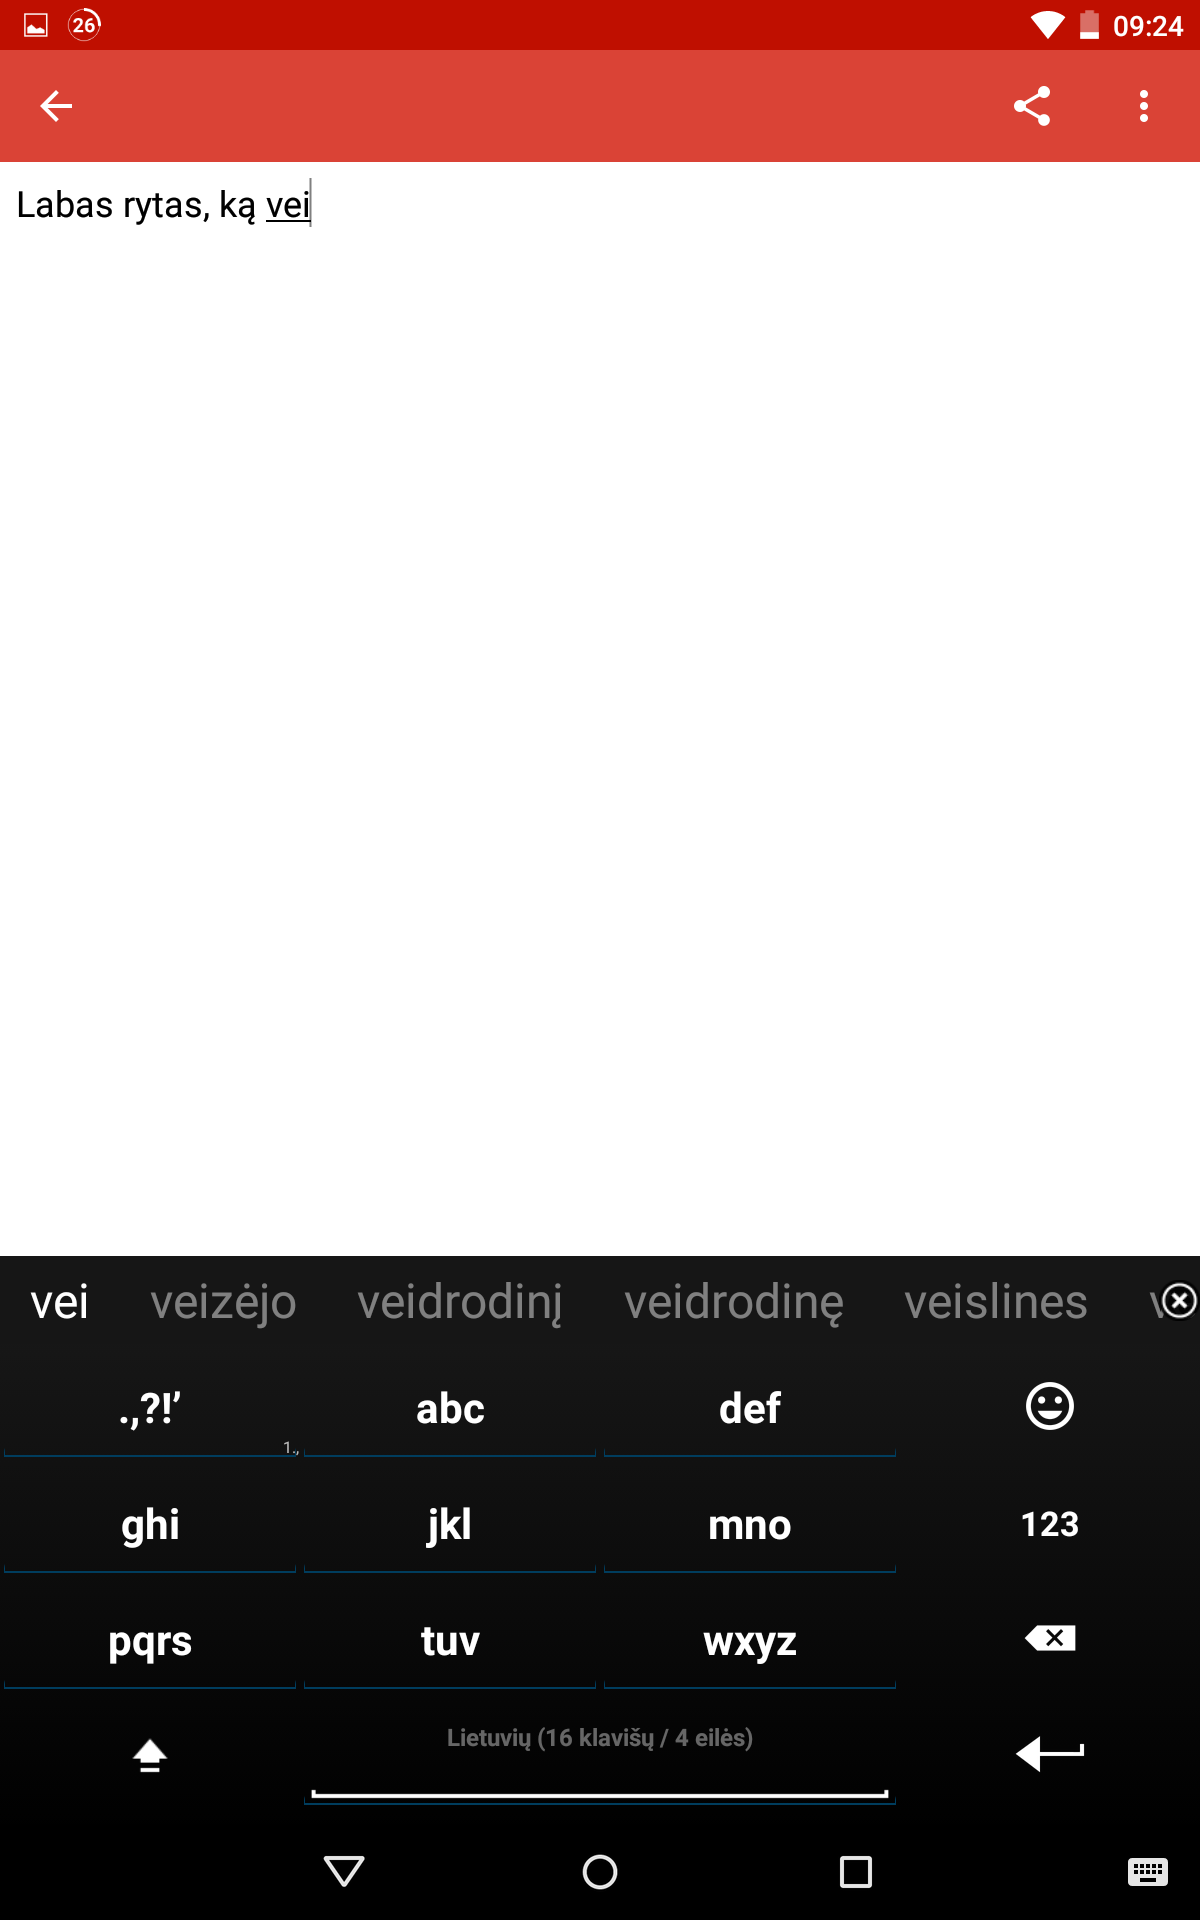 26
09:24
Labas rytas, ką vei
vei veizėjo veidrodinį veidrodinę veislines
.,?!’ abc def
1.,
ghi jkl mno 123
pqrs tuv wxyz
Lietuvių (16 klavišų / 4 eilės)